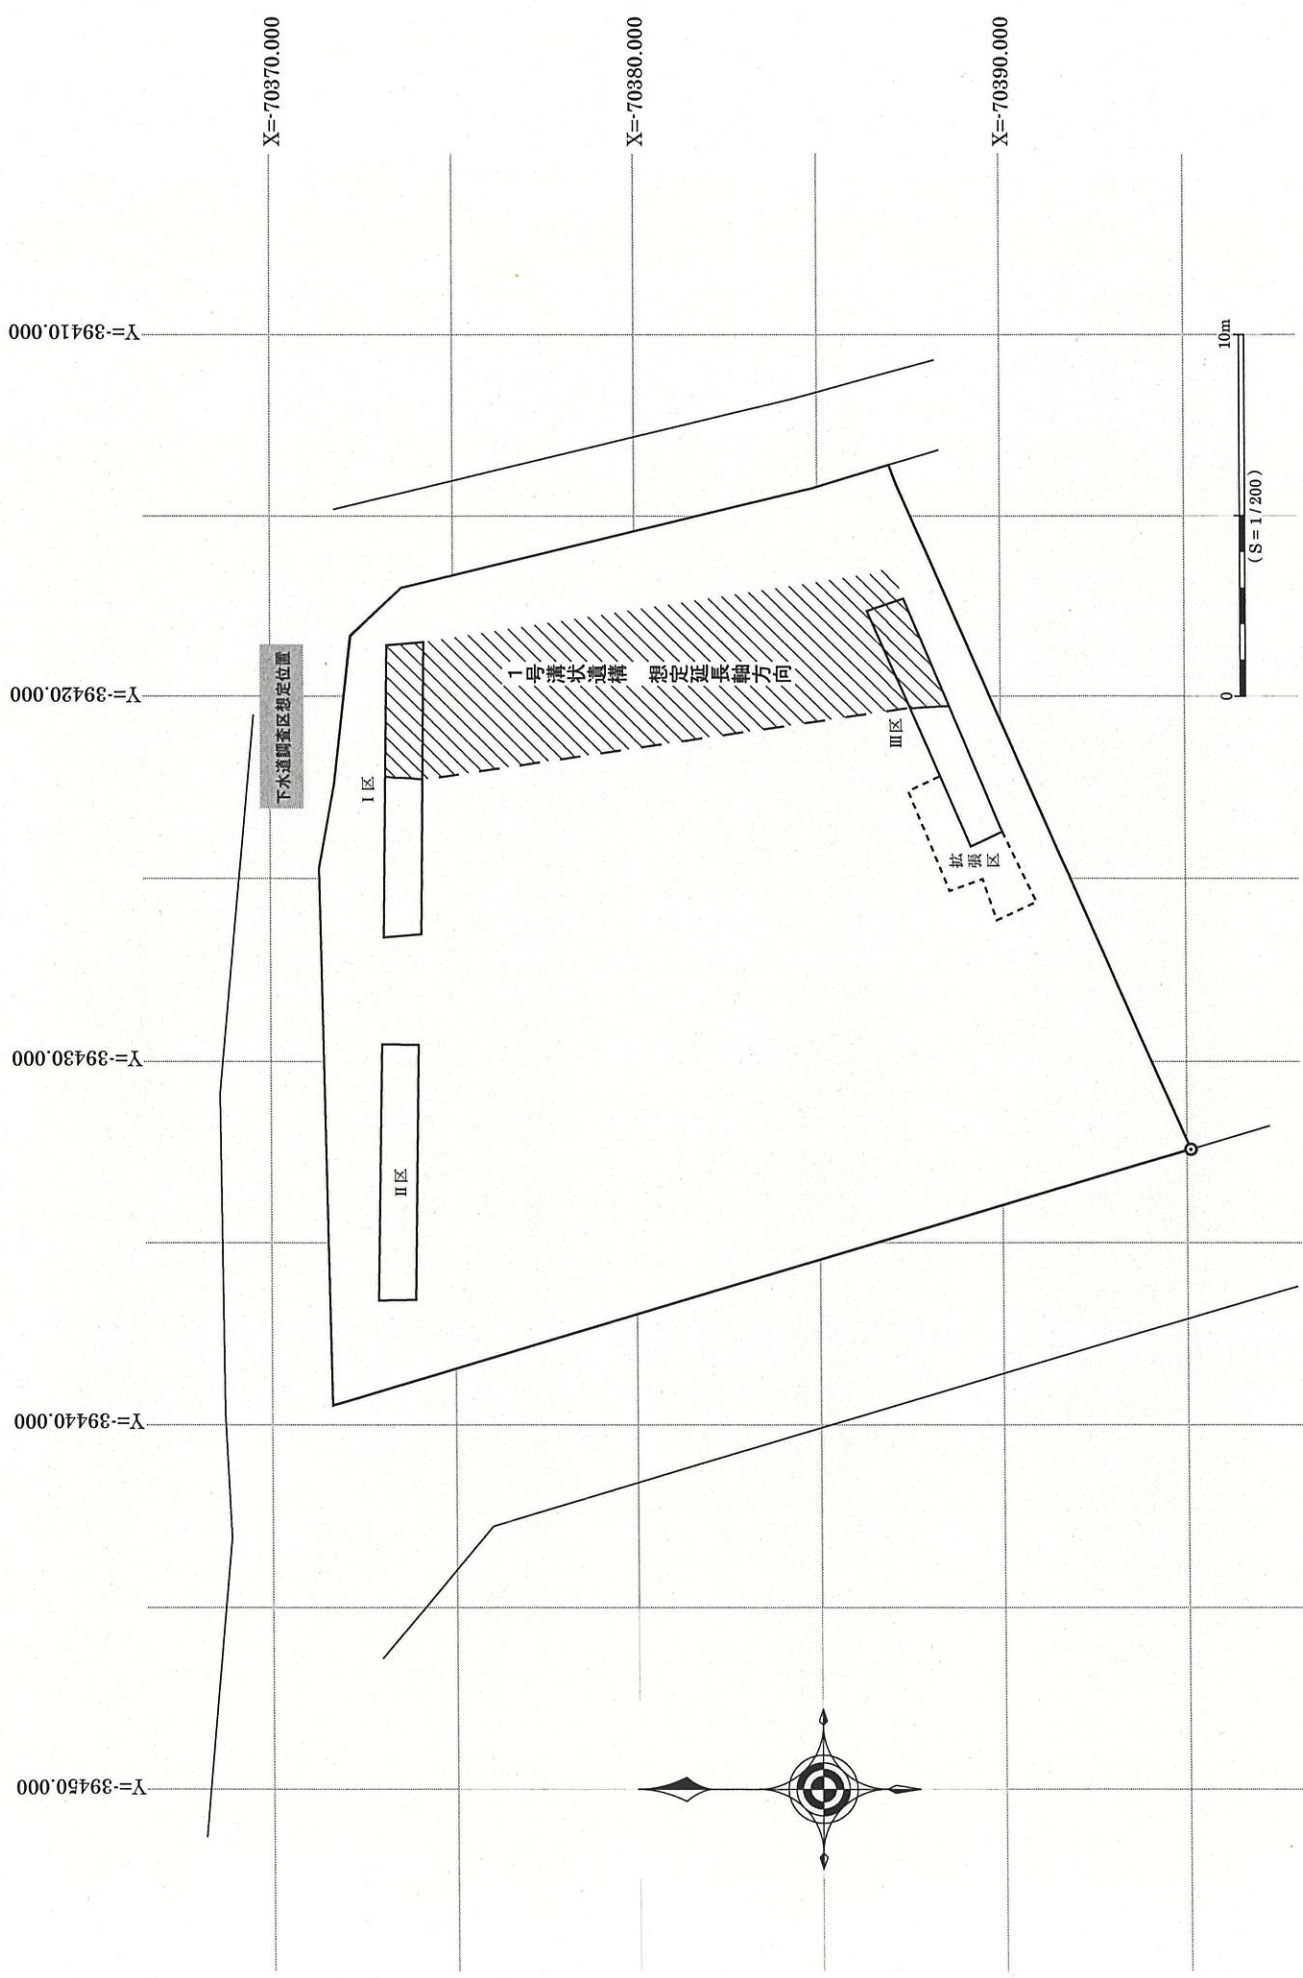 X=-70370.000
X=-70380.000
X=-70390.000
Y=-39410.000
Y=-39420.000
Y=-39430.000
Y=-39440.000
Y=-39450.000
下水道調査区想定位置
Ⅰ区
Ⅱ区
Ⅲ区
拡張区
1号溝状遺構 想定延長軸方向
0
10m
(S=1/200)